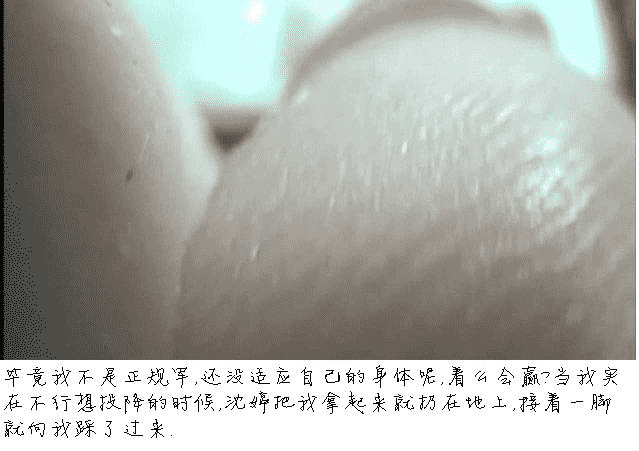 毕竟我不是正规军,还没适应自己的身体呢,着么会赢?当我实
在不行想投降的时候,沈婷把我拿起来就扔在地上,接着一脚
就向我踩了过来.